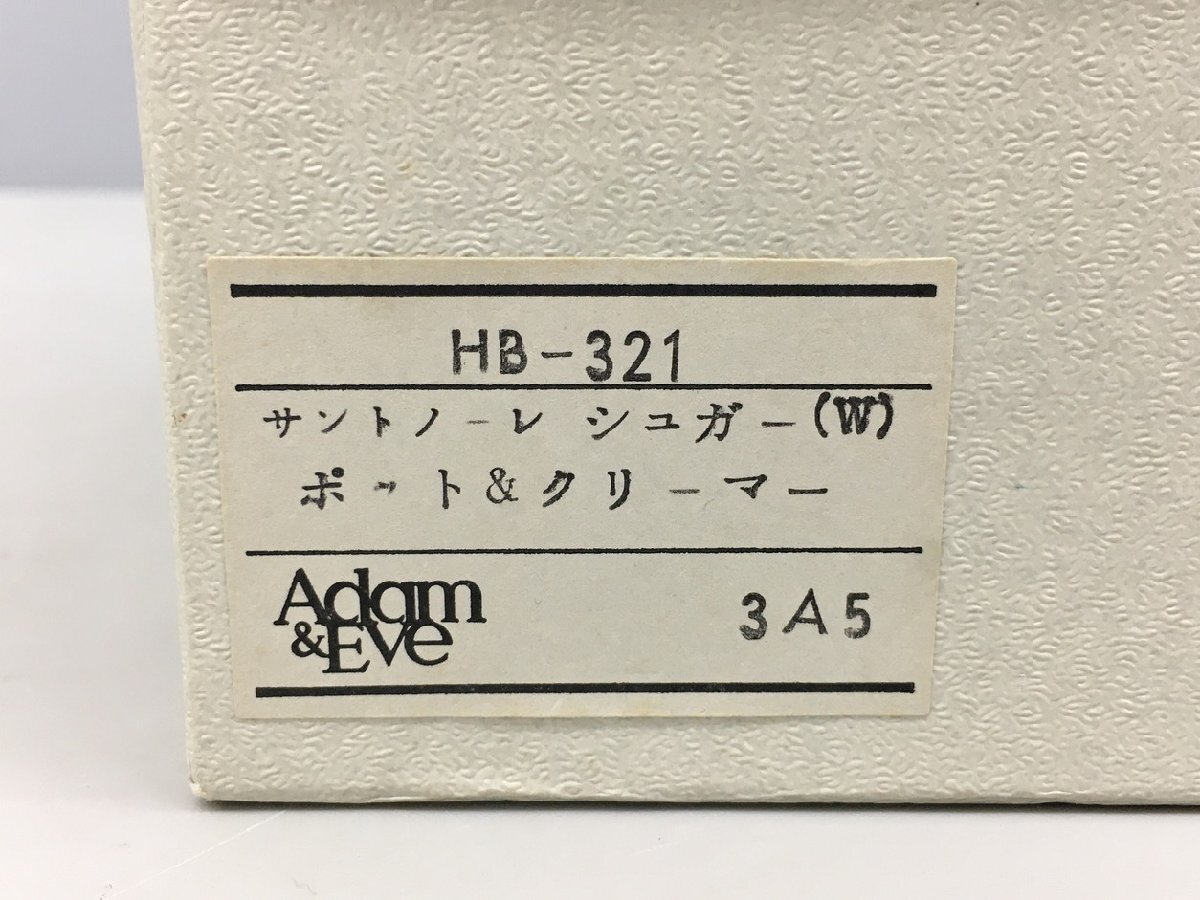 HB-321
サントノーレ シュガー(W)
ポット&クリーマー
Adam
&Eve
3A5